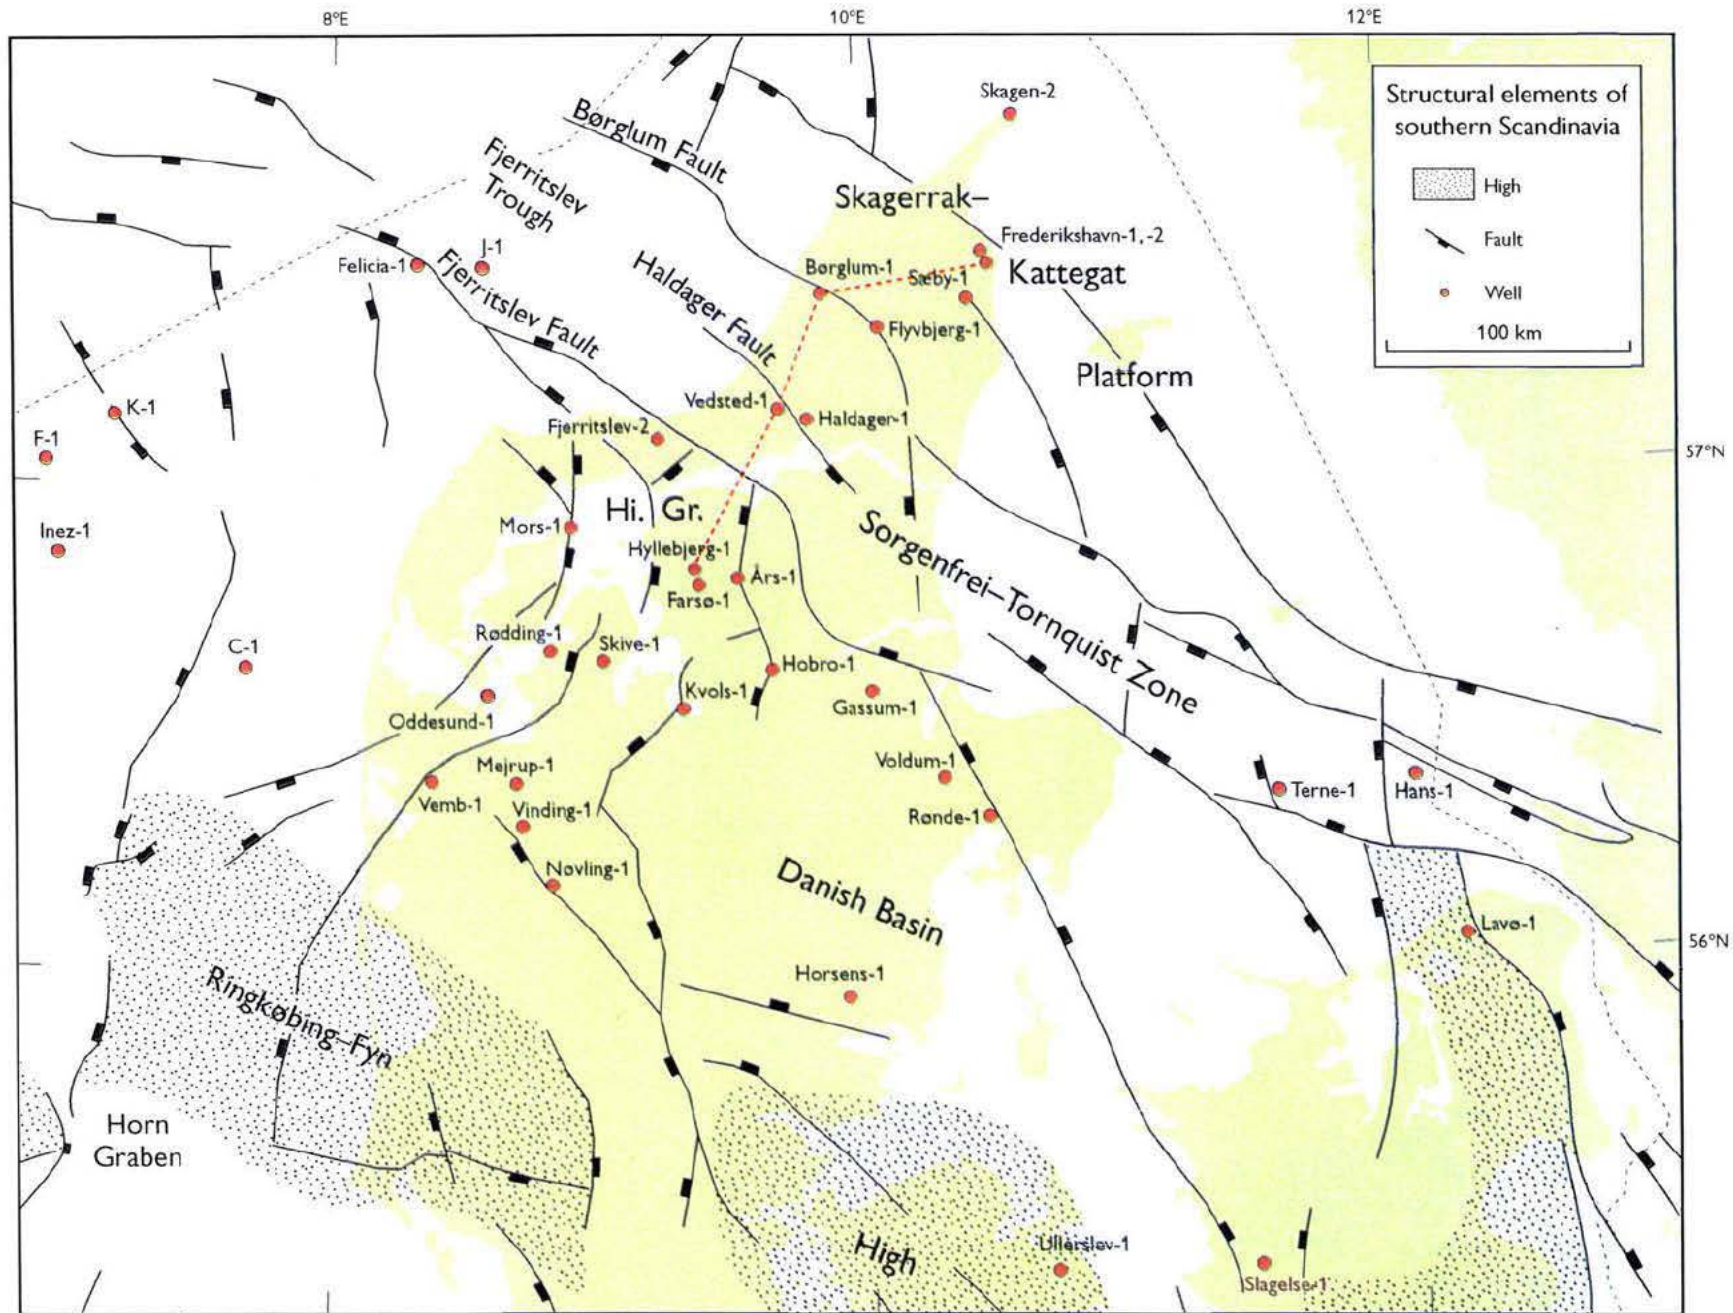 8°E
10°E
12°E
Structural elements of
southern Scandinavia
High
Fault
Well
100 km
Skagen-2
Børglum Fault
Fjerritslev
Trough
Skagerrak–
Kattegat
Platform
Frederikshavn-1,-2
Børglum-1
Sæby-1
Flyvbjerg-1
J-1
Felicia-1
Fjerritslev Fault
Haldager Fault
Vedsted-1
Haldager-1
Fjerritslev-2
K-1
F-1
57°N
Inez-1
Mors-1
Hi. Gr.
Hyllebjerg-1
Farsø-1
Års-1
Sorgenfrei–Tornquist Zone
Rødding-1
Skive-1
C-1
Hobro-1
Kvols-1
Gassum-1
Oddesund-1
Mejrup-1
Vemb-1
Vinding-1
Voldum-1
Rønde-1
Terne-1
Hans-1
Nøvling-1
Danish Basin
Lavø-1
56°N
Horsens-1
Ringkøbing–Fyn
High
Horn
Graben
Ullerslev-1
Slagelse-1